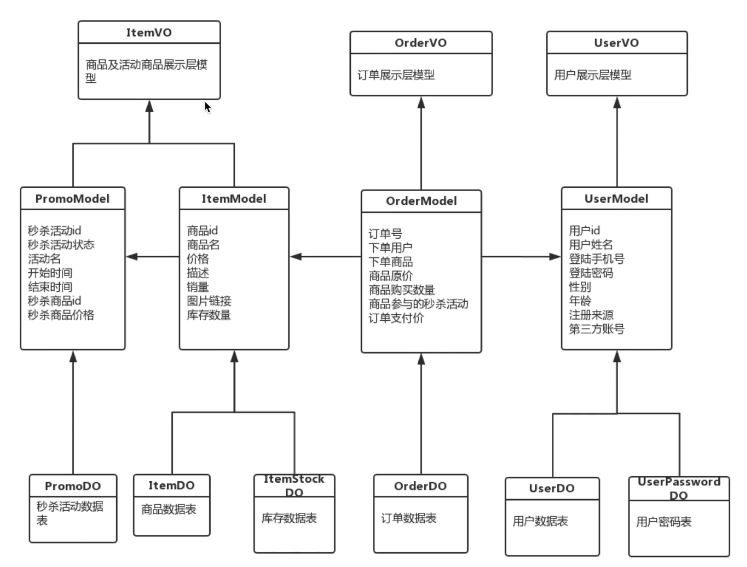 ItemVO
商品及活动商品展示层模
型
OrderVO
订单展示层模型
UserVO
用户展示层模型
PromoModel
秒杀活动id
秒杀活动状态
活动名
开始时间
结束时间
秒杀商品id
秒杀商品价格
ItemModel
商品id
商品名
价格
描述
销量
图片链接
库存数量
OrderModel
订单号
下单用户
下单商品
商品原价
商品购买数量
商品参与的秒杀活动
订单支付价
UserModel
用户id
用户姓名
登陆手机号
登陆密码
性别
年龄
注册来源
第三方账号
PromoDO
秒杀活动数据
表
ItemDO
商品数据表
ItemStock
DO
库存数据表
OrderDO
订单数据表
UserDO
用户数据表
UserPassword
DO
用户密码表